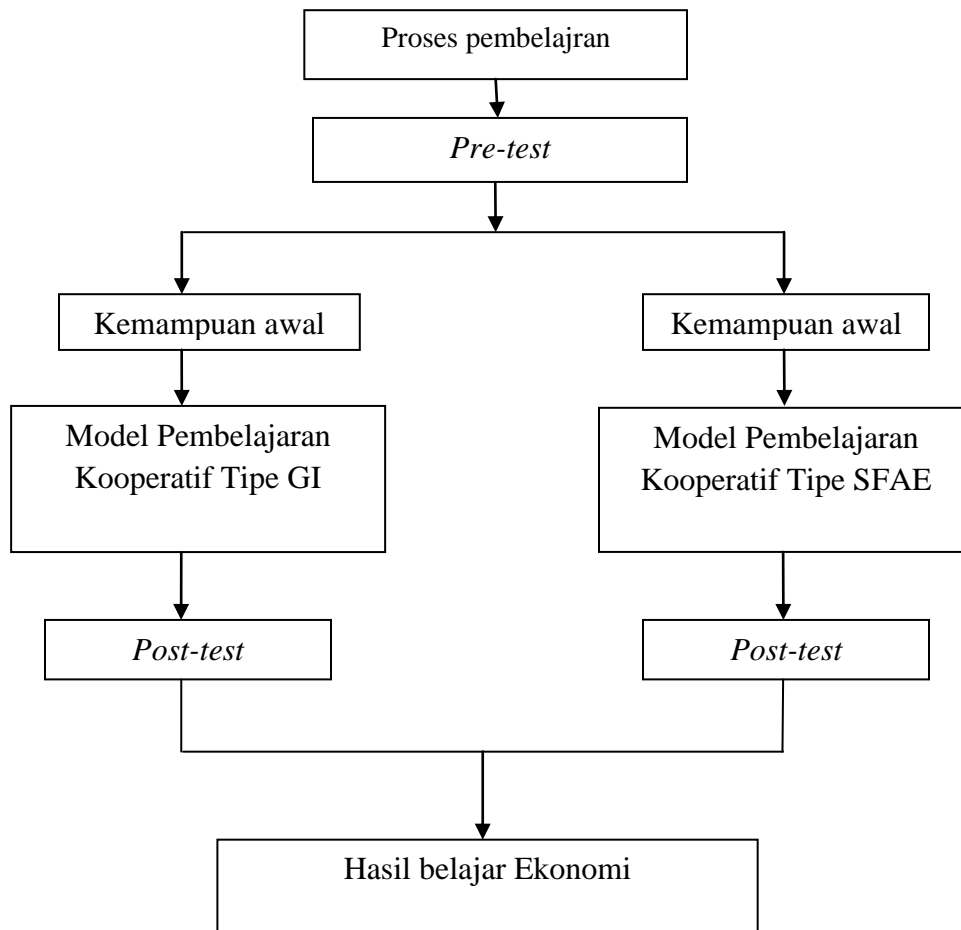 Proses pembelajran
Pre-test
Kemampuan awal
Kemampuan awal
Model Pembelajaran
Kooperatif Tipe GI
Model Pembelajaran
Kooperatif Tipe SFAE
Post-test
Post-test
Hasil belajar Ekonomi